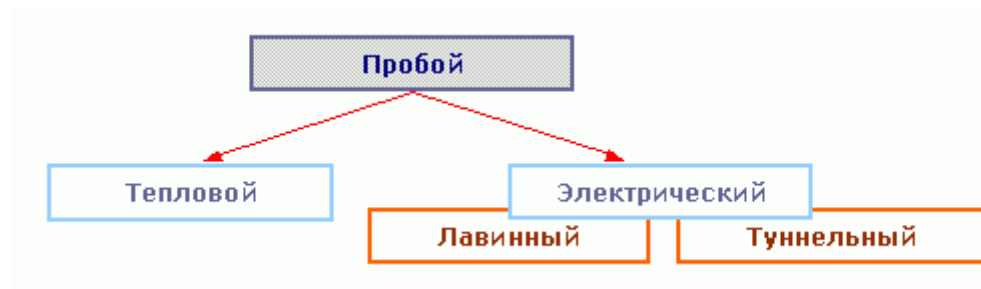 Пробой
Тепловой
Электрический
Лавинный
Туннельный